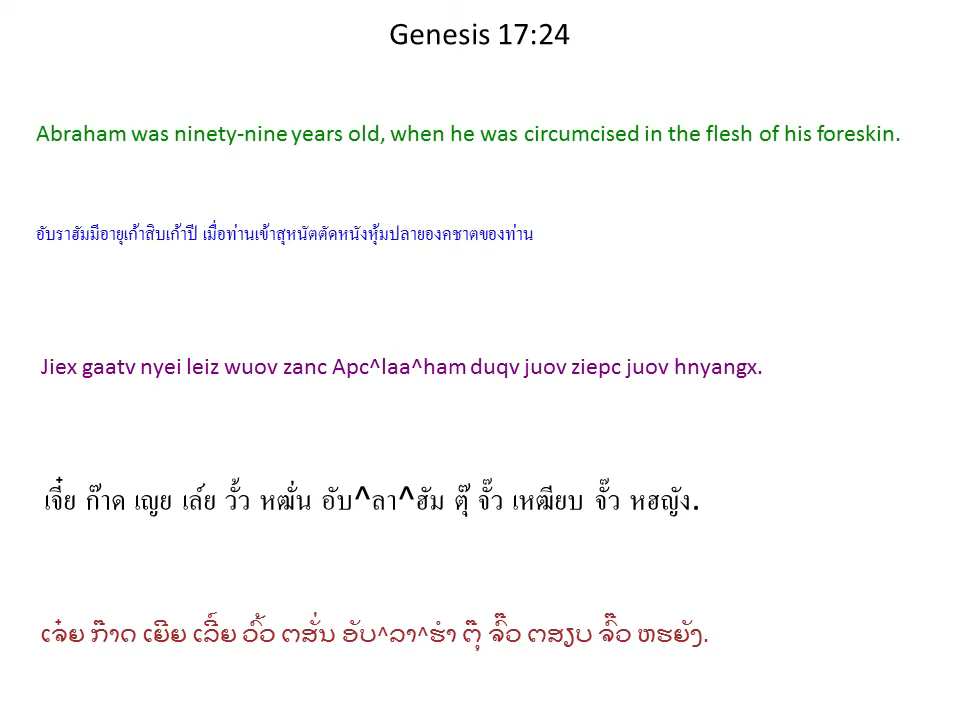 Genesis 17:24
Abraham was ninety-nine years old, when he was circumcised in the flesh of his foreskin.
อับราฮัมมีอายุเก้าสิบเก้าปี เมื่อท่านเข้าสุหนัตตัดหนังหุ้มปลายองคชาตของท่าน
Jiex gaatv nyei leiz wuov zanc Apc^laa^ham duqv juov ziepc juov hnyangx.
เจี๋ย ก๊าด เญย เล์ย วั้ว หฒั่น อับ^ลา^ฮัม ตุ๊ จั๊ว เหฒียบ จั๊ว หฮญัง.
ເຈ໋ຍ ກ໊າດ ເຍີຍ ເລີ໌ຍ ວົ້ວ ຕສັ່ນ ອັບ^ລາ^ຮຳ ຕຸ໊ ຈົ໊ວ ຕສຽບ ຈົ໊ວ ຫຮຍັງ.